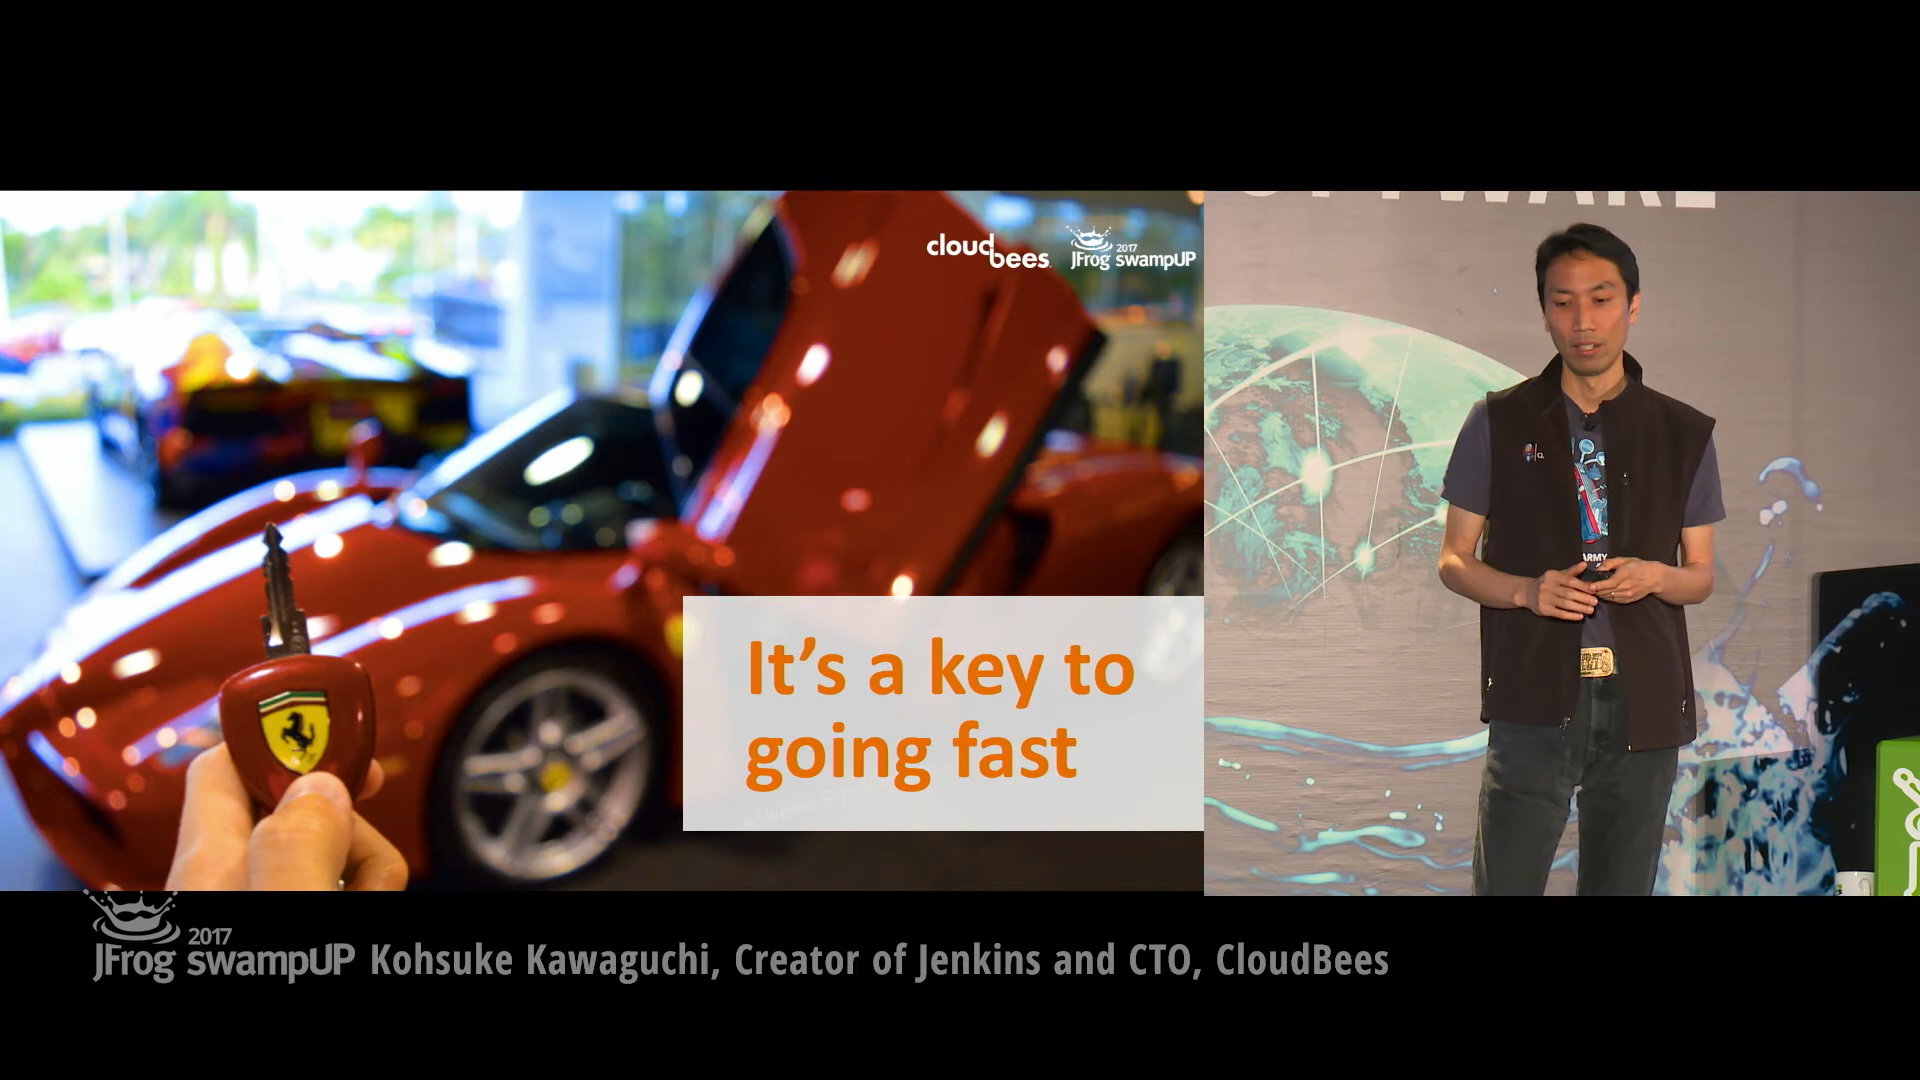 cloudbees
2017
JFrog swampUP
It's a key to
going fast
ARMY
2017
JFrog swampUP Kohsuke Kawaguchi, Creator of Jenkins and CTO, CloudBees